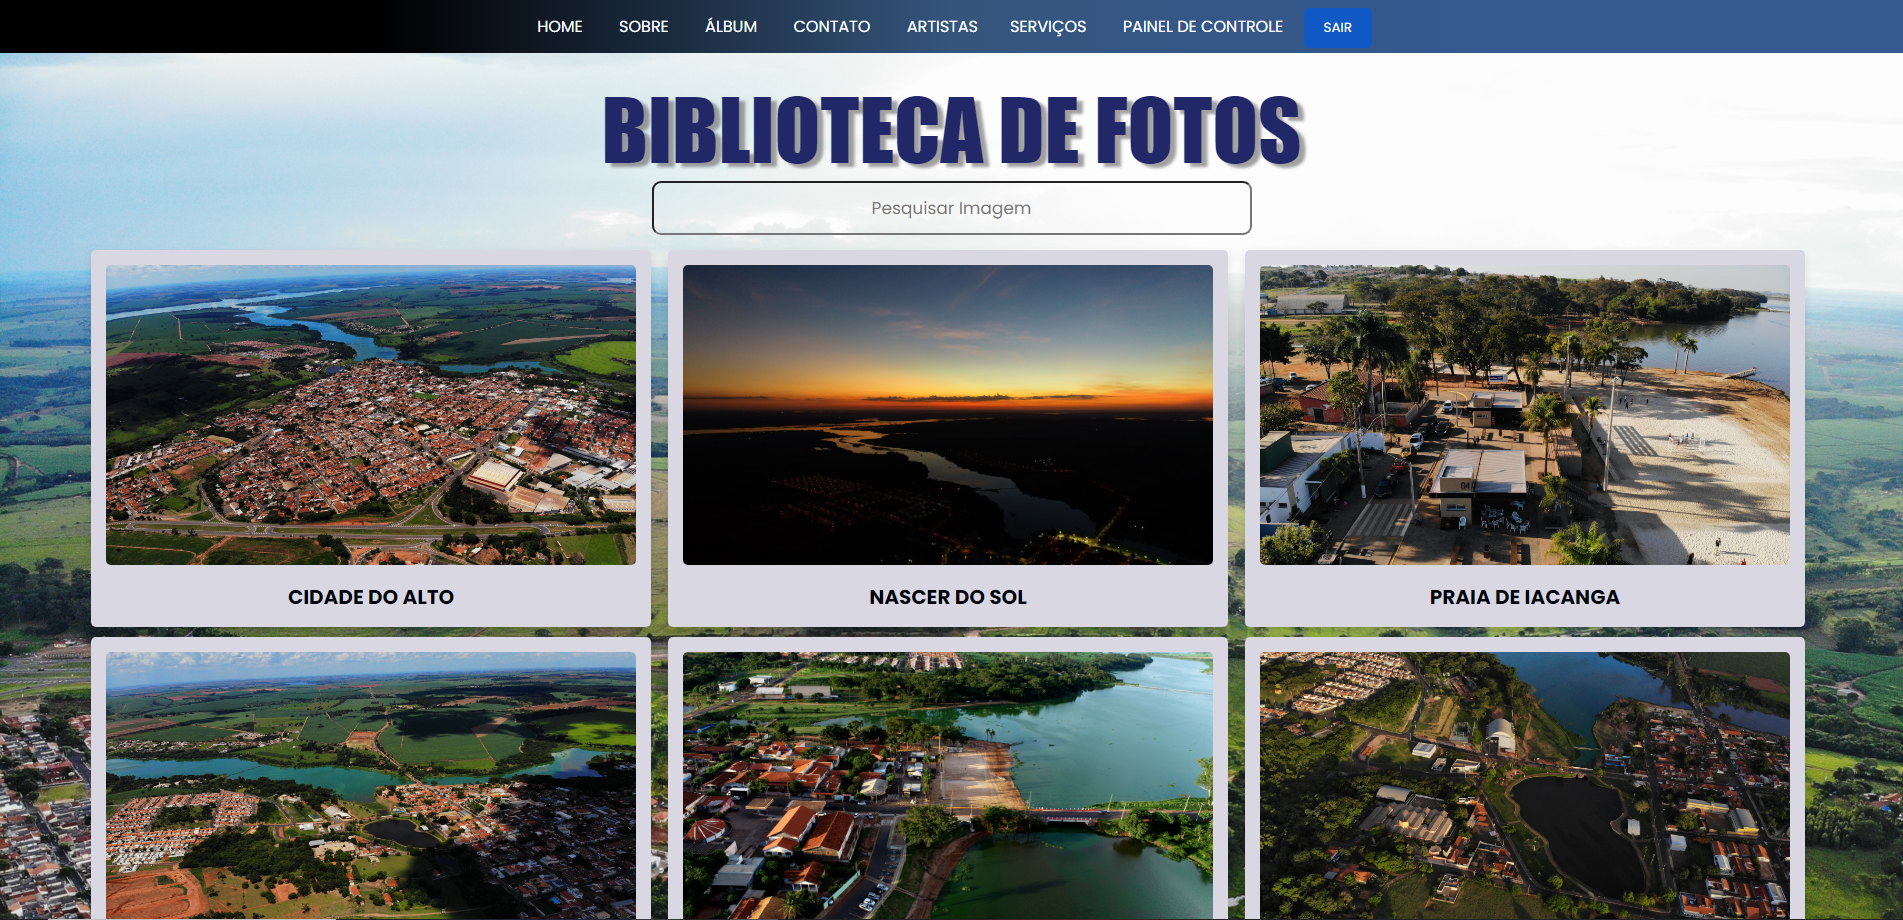 HOME SOBRE ÁLBUM CONTATO ARTISTAS SERVIÇOS PAINEL DE CONTROLE SAIR
BIBLIOTECA DE FOTOS
Pesquisar Imagem
CIDADE DO ALTO
NASCER DO SOL
PRAIA DE IACANGA
04